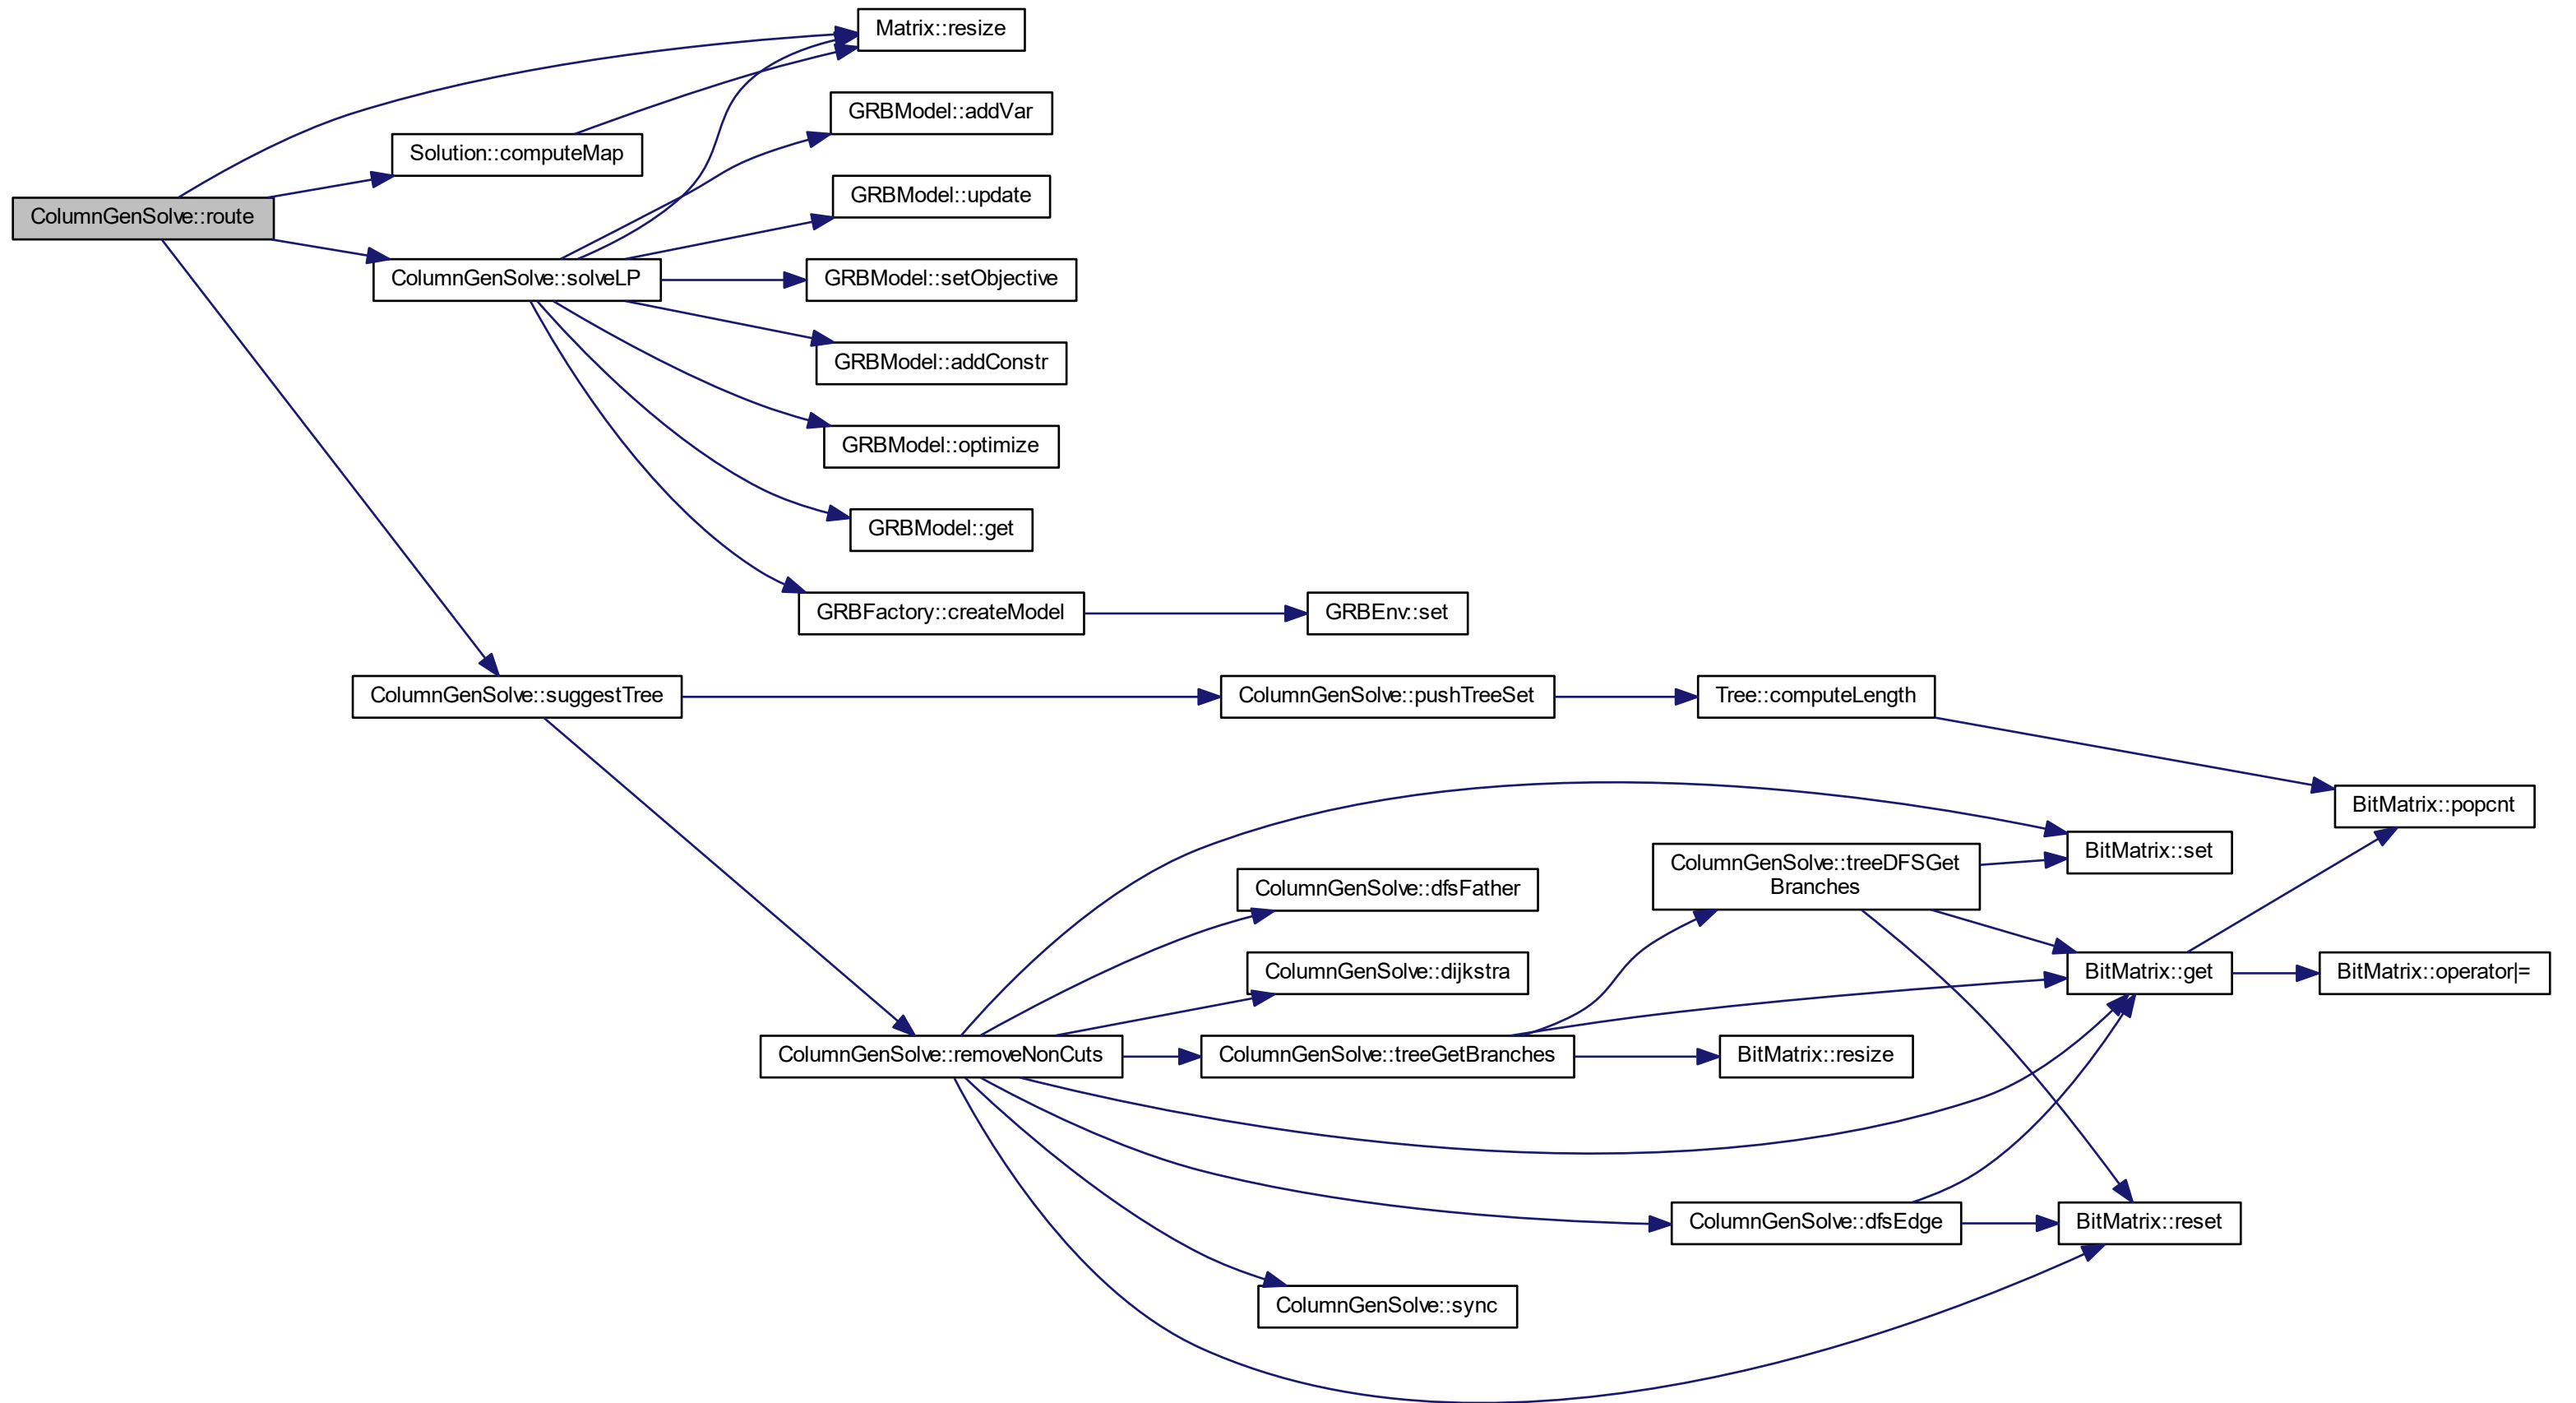 Matrix::resize
GRBModel::addVar
Solution::computeMap
GRBModel::update
ColumnGenSolve::route
ColumnGenSolve::solveLP
GRBModel::setObjective
GRBModel::addConstr
GRBModel::optimize
GRBModel::get
GRBFactory::createModel
GRBEnv::set
ColumnGenSolve::suggestTree
ColumnGenSolve::pushTreeSet
Tree::computeLength
BitMatrix::popcnt
BitMatrix::set
ColumnGenSolve::treeDFSGet
Branches
ColumnGenSolve::dfsFather
ColumnGenSolve::dijkstra
BitMatrix::get
BitMatrix::operator|=
ColumnGenSolve::removeNonCuts
ColumnGenSolve::treeGetBranches
BitMatrix::resize
ColumnGenSolve::dfsEdge
BitMatrix::reset
ColumnGenSolve::sync